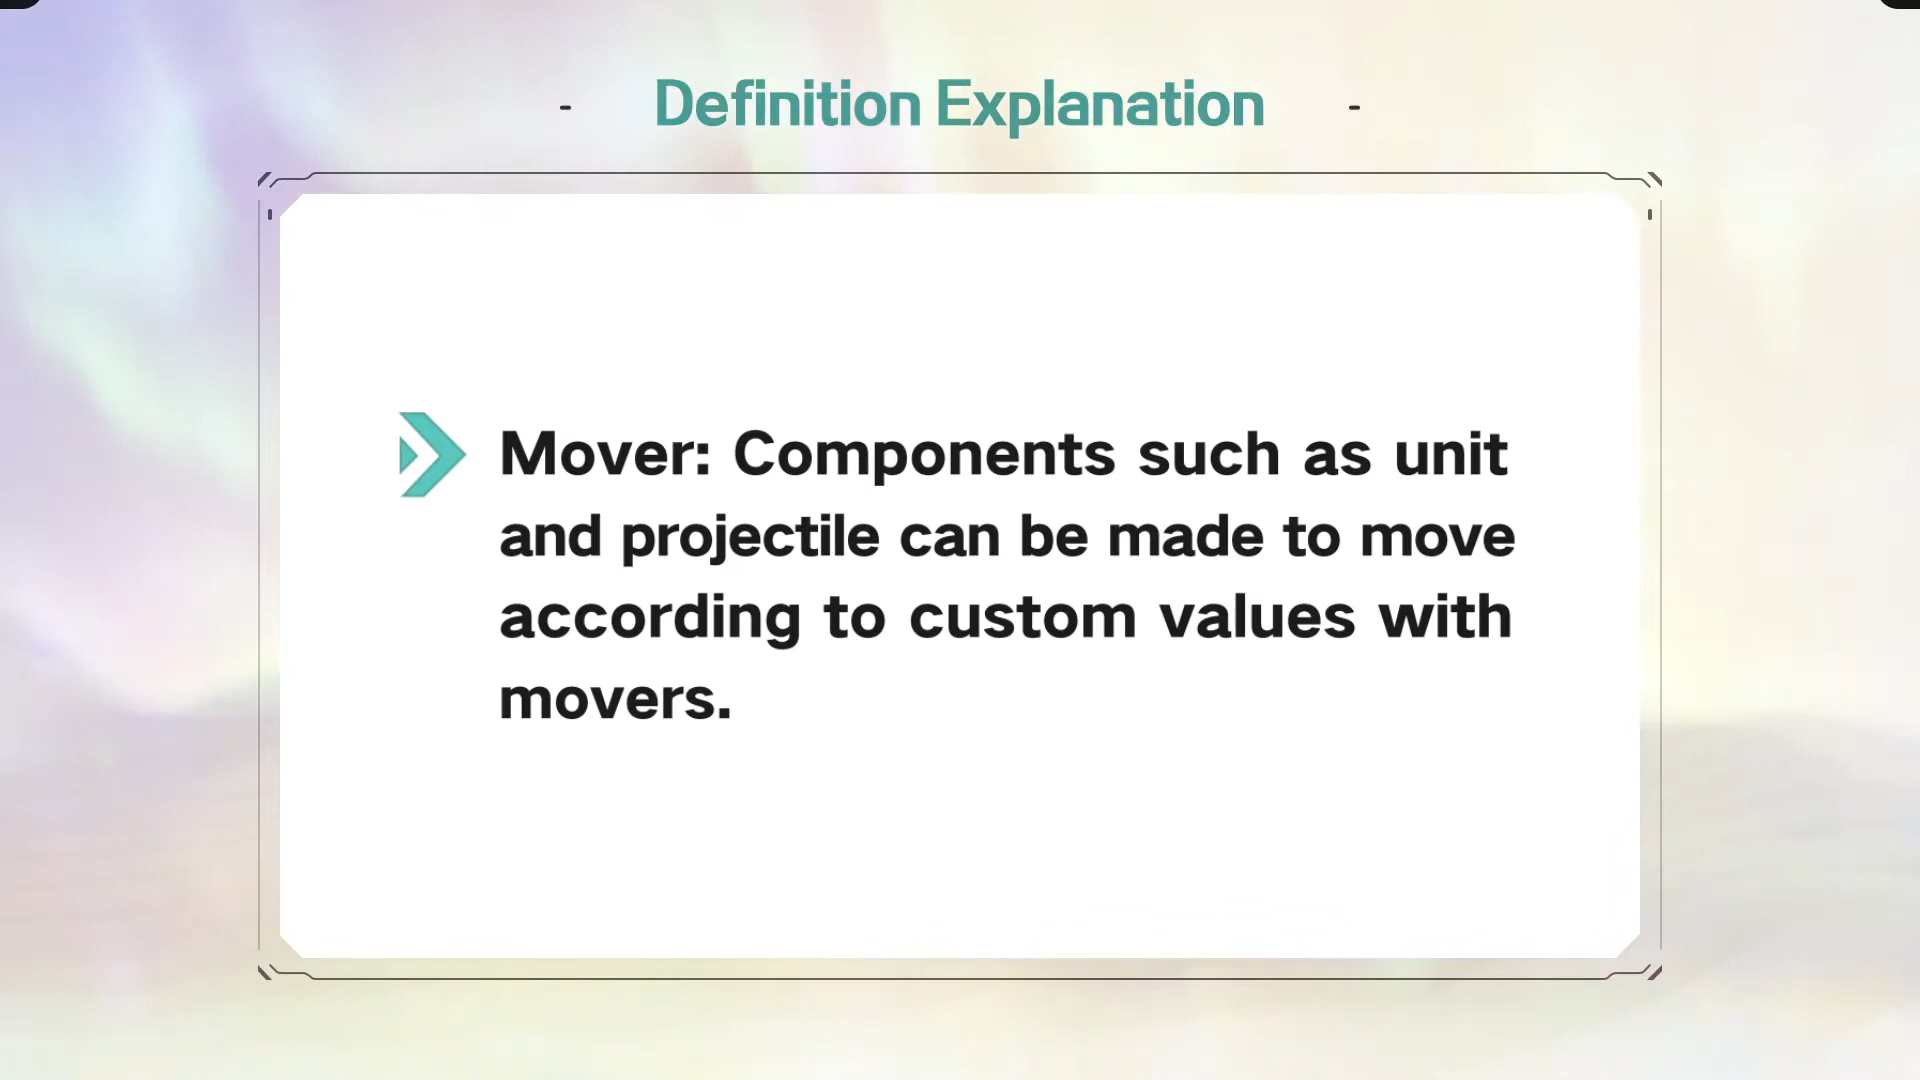 - Definition Explanation -
Mover: Components such as unit
and projectile can be made to move
according to custom values with
movers.